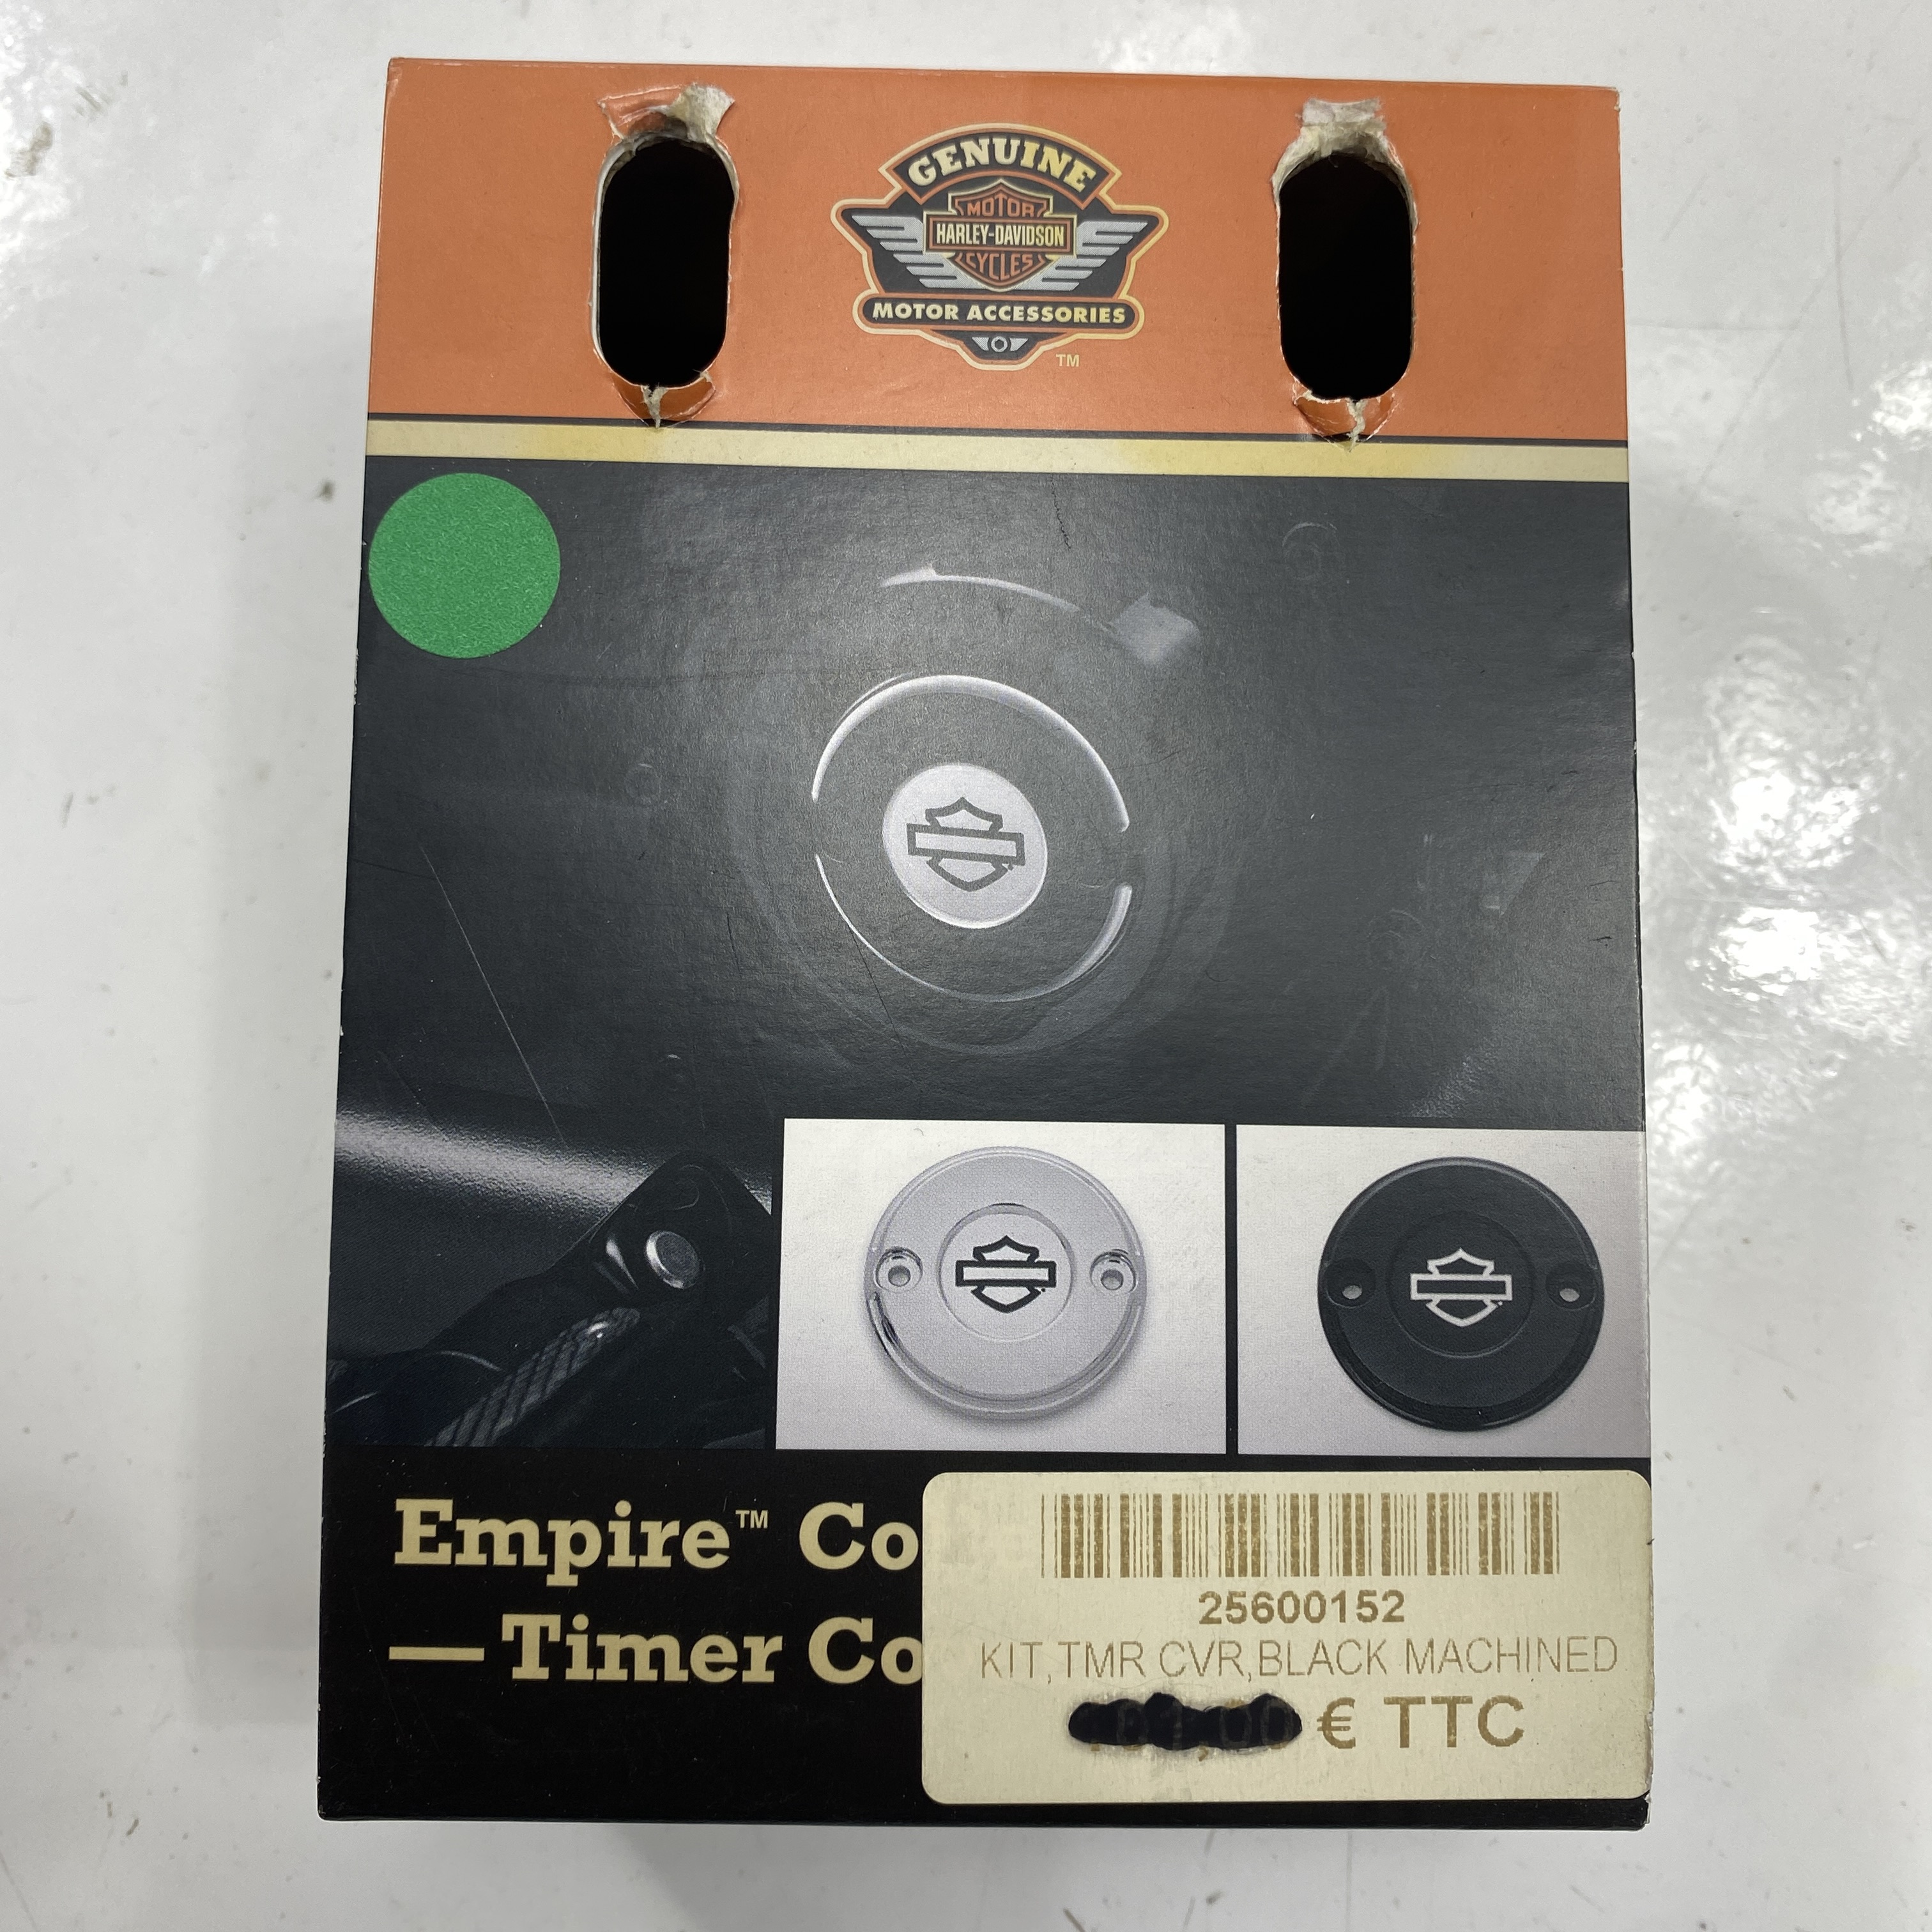 GENUINE
MOTOR
HARLEY-DAVIDSON
CYCLES
MOTOR ACCESSORIES
TM
Empire™ Co
— Timer Co
25600152
KIT,TMR CVR,BLACK MACHINED
€ TTC